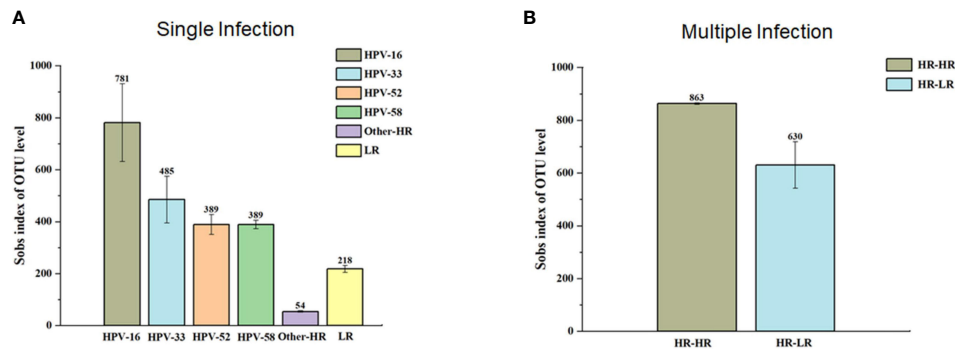 A
Single Infection
HPV-16
HPV-33
HPV-52
HPV-58
Other-HR
LR
Sobs index of OTU level
1000
800
600
400
200
0
781
485
389
389
54
218
HPV-16 HPV-33 HPV-52 HPV-58 Other-HR LR
B
Multiple Infection
HR-HR
HR-LR
Sobs index of OTU level
1000
800
600
400
200
0
863
630
HR-HR HR-LR